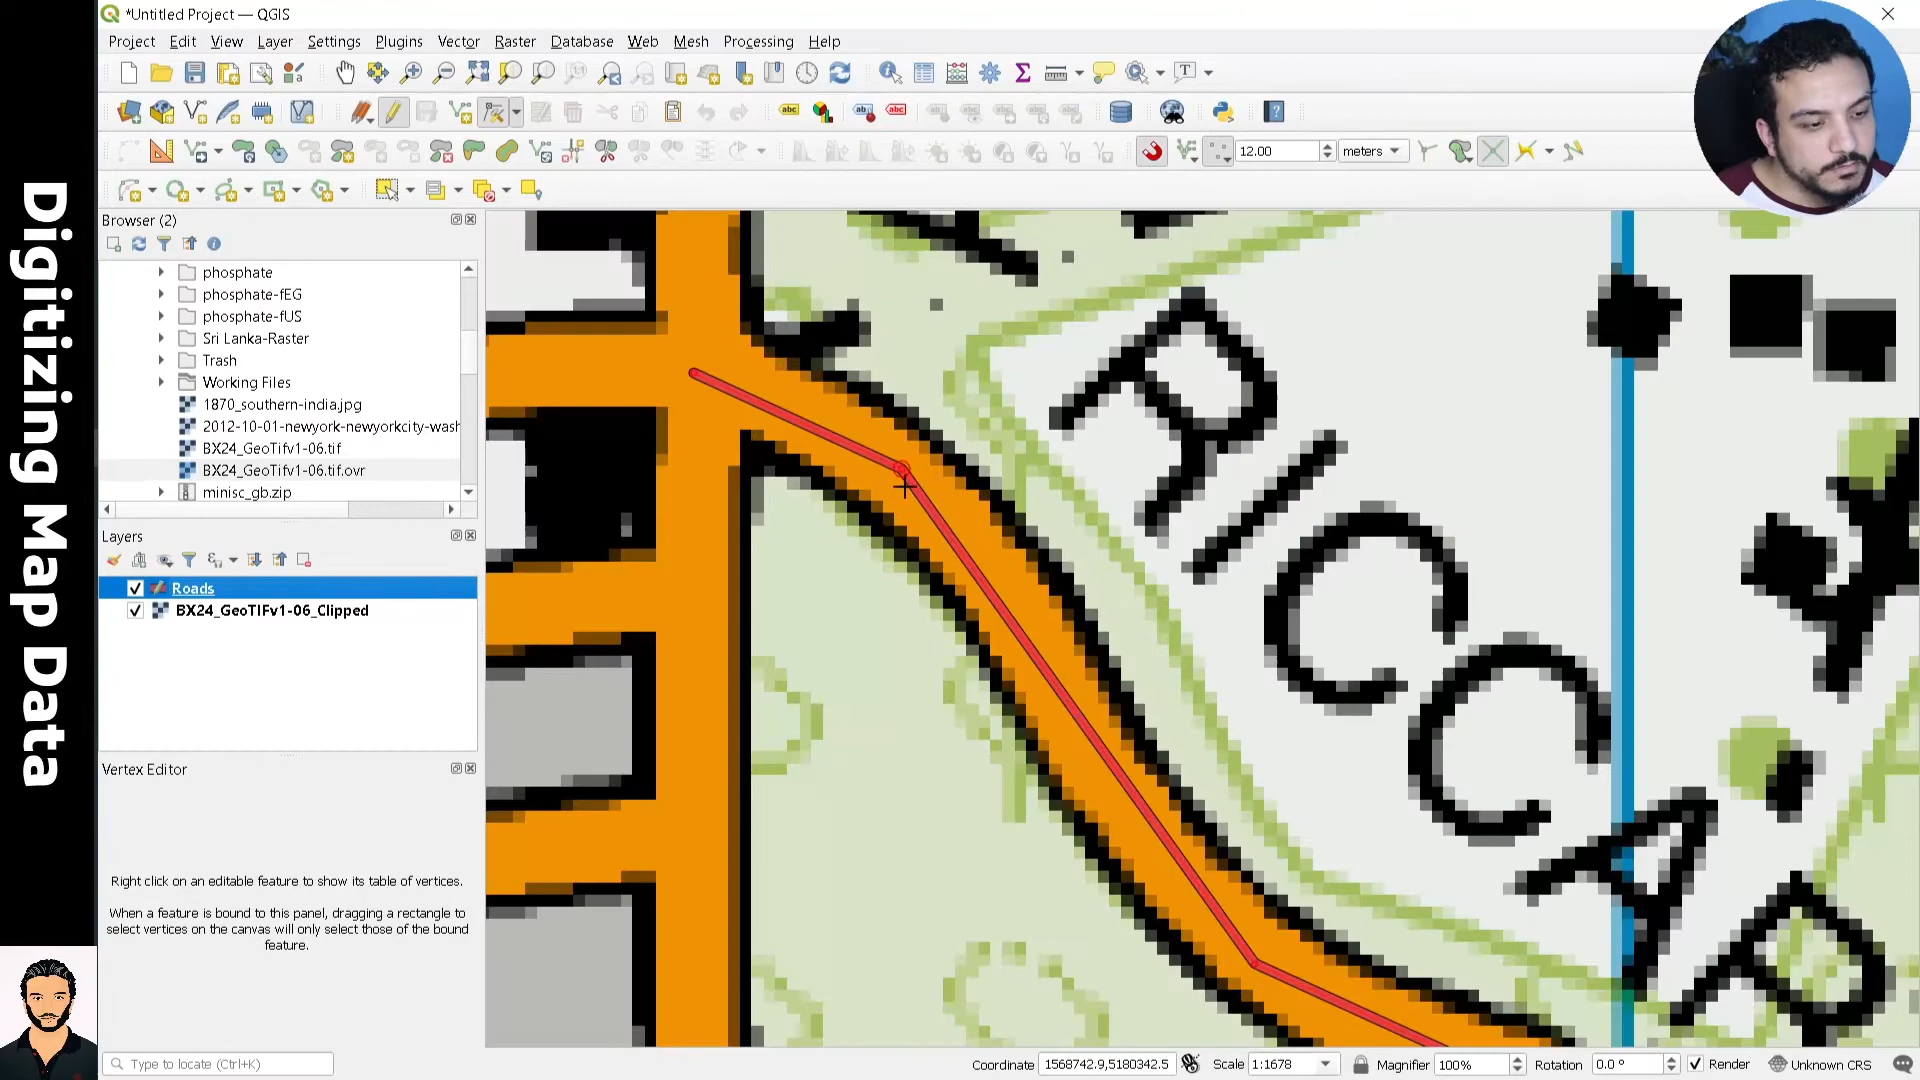 *Untitled Project — QGIS
Project Edit View Layer Settings Plugins Vector Raster Database Web Mesh Processing Help
12.00 meters
Browser (2)
phosphate
phosphate-fEG
phosphate-fUS
Sri Lanka-Raster
Trash
Working Files
1870_southern-india.jpg
2012-10-01-newyork-newyorkcity-wash
BX24_GeoTifv1-06.tif
BX24_GeoTifv1-06.tif.ovr
minisc_gb.zip
Layers
Roads
BX24_GeoTIFv1-06_Clipped
Vertex Editor
Right click on an editable feature to show its table of vertices.
When a feature is bound to this panel, dragging a rectangle to
select vertices on the canvas will only select those of the bound
feature.
Type to locate (Ctrl+K)
Coordinate 1568742.9,5180342.5 Scale 1:1678 Magnifier 100% Rotation 0.0 ° Render Unknown CRS
Digitizing Map Data
RICCAR